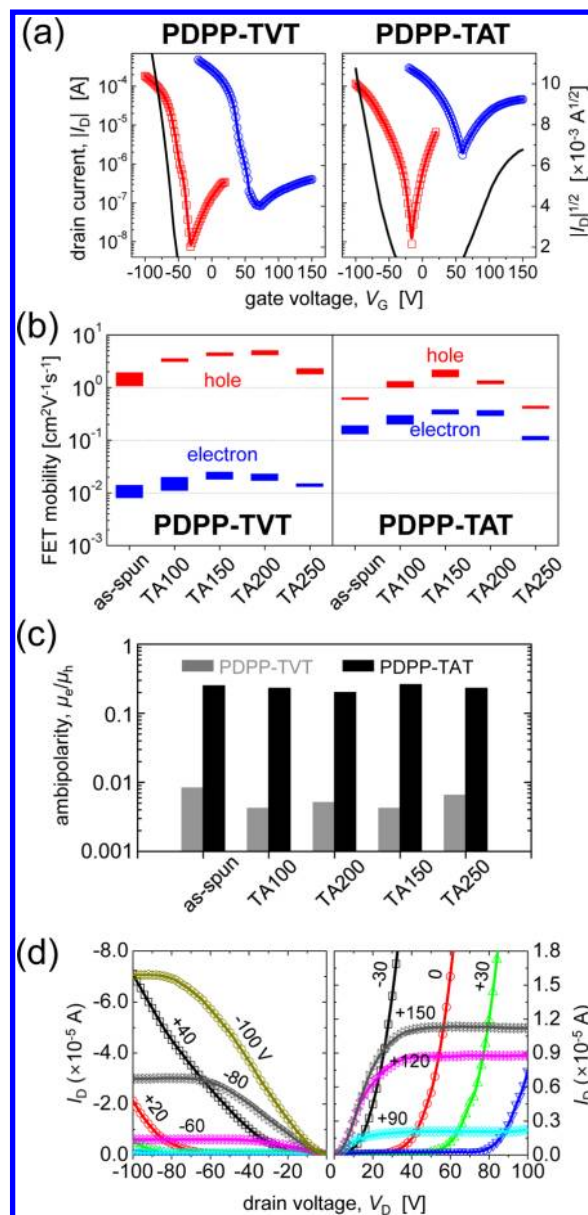 (a)
PDPP-TVT PDPP-TAT
drain current, |I_D| [A]
10⁻⁴
10⁻⁵
10⁻⁶
10⁻⁷
10⁻⁸
10
8
6
4
2
|I_D|^1/2 [×10⁻³ A^1/2]
-100 -50 0 50 100 150 -100 -50 0 50 100 150
gate voltage, V_G [V]
(b)
FET mobility [cm²V⁻¹s⁻¹]
10¹
10⁰
10⁻¹
10⁻²
10⁻³
hole
hole
electron
electron
PDPP-TVT PDPP-TAT
as-spun TA100 TA150 TA200 TA250 as-spun TA100 TA150 TA200 TA250
(c)
ambipolarity, μ_e/μ_h
1
0.1
0.01
0.001
PDPP-TVT PDPP-TAT
as-spun TA100 TA200 TA150 TA250
(d)
I_D (×10⁻⁵ A)
-8.0
-6.0
-4.0
-2.0
0.0
+40
-100 V
-80
+20
-60
-30
0
+30
+150
+120
+90
1.8
1.5
1.2
0.9
0.6
0.3
0.0
I_D (×10⁻⁵ A)
-100 -80 -60 -40 -20 0 20 40 60 80 100
drain voltage, V_D [V]